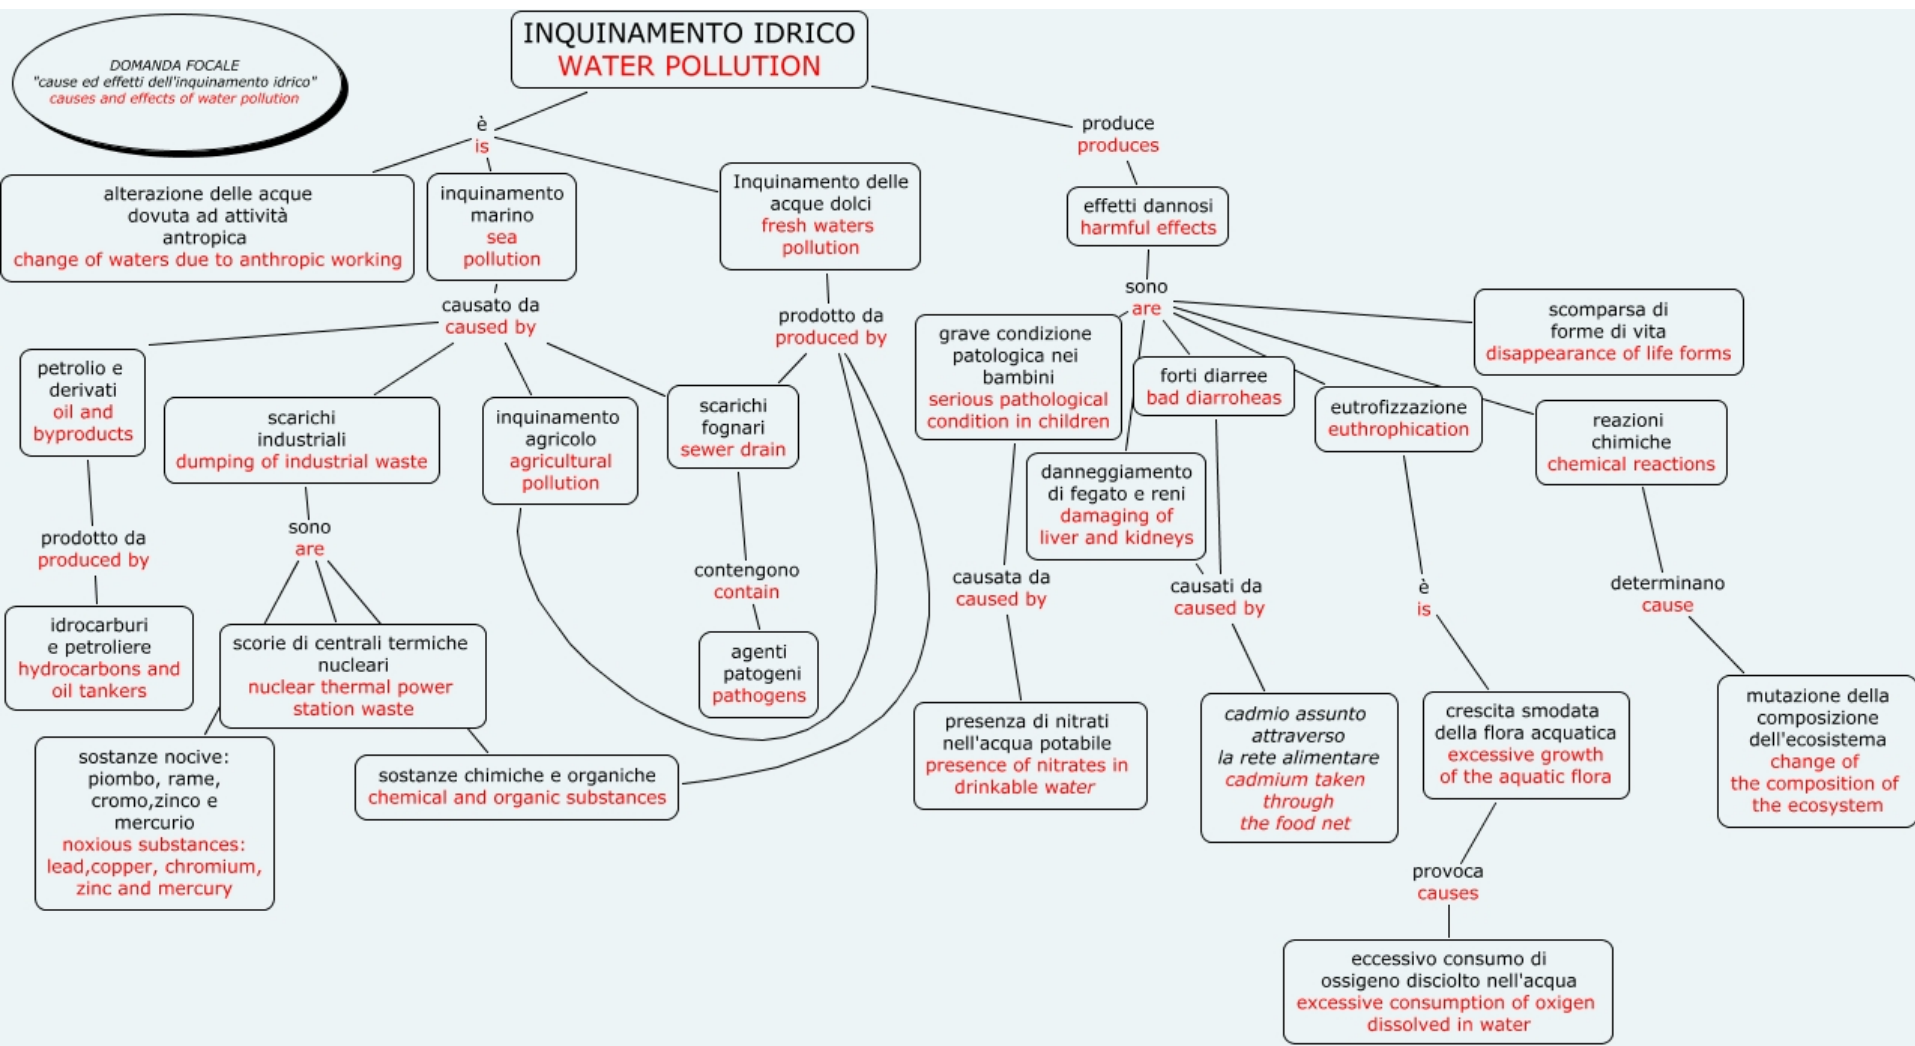 INQUINAMENTO IDRICO
WATER POLLUTION
DOMANDA FOCALE
"cause ed effetti dell'inquinamento idrico"
causes and effects of water pollution
è
is
produce
produces
alterazione delle acque
dovuta ad attività
antropica
change of waters due to anthropic working
inquinamento
marino
sea
pollution
Inquinamento delle
acque dolci
fresh waters
pollution
effetti dannosi
harmful effects
causato da
caused by
prodotto da
produced by
sono
are
petrolio e
derivati
oil and
byproducts
scarichi
industriali
dumping of industrial waste
inquinamento
agricolo
agricultural
pollution
scarichi
fognari
sewer drain
grave condizione
patologica nei
bambini
serious pathological
condition in children
forti diarree
bad diarroheas
eutrofizzazione
euthrophication
reazioni
chimiche
chemical reactions
scomparsa di
forme di vita
disappearance of life forms
danneggiamento
di fegato e reni
damaging of
liver and kidneys
prodotto da
produced by
sono
are
contengono
contain
causata da
caused by
causati da
caused by
è
is
determinano
cause
idrocarburi
e petroliere
hydrocarbons and
oil tankers
scorie di centrali termiche
nucleari
nuclear thermal power
station waste
agenti
patogeni
pathogens
sostanze nocive:
piombo, rame,
cromo,zinco e
mercurio
noxious substances:
lead,copper, chromium,
zinc and mercury
sostanze chimiche e organiche
chemical and organic substances
presenza di nitrati
nell'acqua potabile
presence of nitrates in
drinkable water
cadmio assunto
attraverso
la rete alimentare
cadmium taken
through
the food net
crescita smodata
della flora acquatica
excessive growth
of the aquatic flora
mutazione della
composizione
dell'ecosistema
change of
the composition of
the ecosystem
provoca
causes
eccessivo consumo di
ossigeno disciolto nell'acqua
excessive consumption of oxigen
dissolved in water